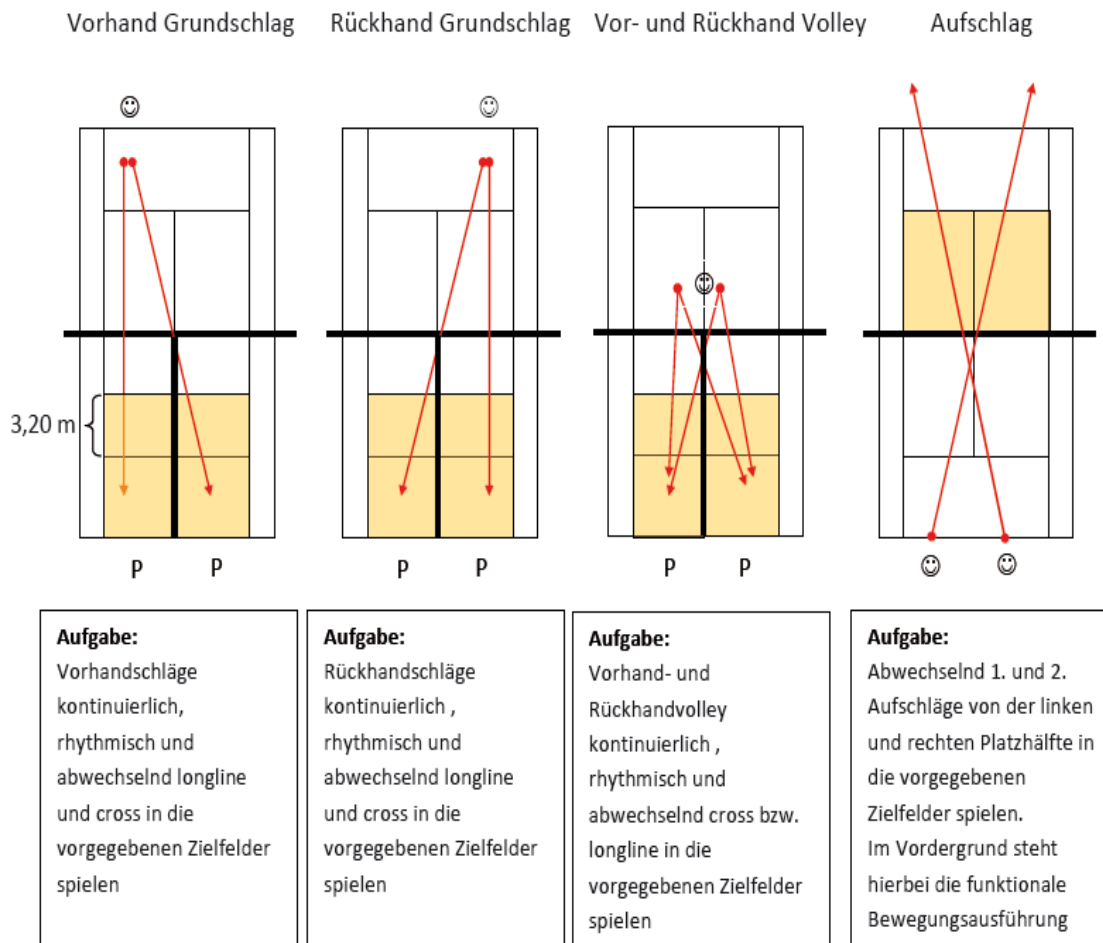 Vorhand Grundschlag
Rückhand Grundschlag
Vor- und Rückhand Volley
Aufschlag
3,20 m
P P
P P
P P
Aufgabe:
Vorhandschläge
kontinuierlich,
rhythmisch und
abwechselnd longline
und cross in die
vorgegebenen Zielfelder
spielen
Aufgabe:
Rückhandschläge
kontinuierlich ,
rhythmisch und
abwechselnd longline
und cross in die
vorgegebenen Zielfelder
spielen
Aufgabe:
Vorhand- und
Rückhandvolley
kontinuierlich ,
rhythmisch und
abwechselnd cross bzw.
longline in die
vorgegebenen Zielfelder
spielen
Aufgabe:
Abwechselnd 1. und 2.
Aufschläge von der linken
und rechten Platzhälfte in
die vorgegebenen
Zielfelder spielen.
Im Vordergrund steht
hierbei die funktionale
Bewegungsausführung